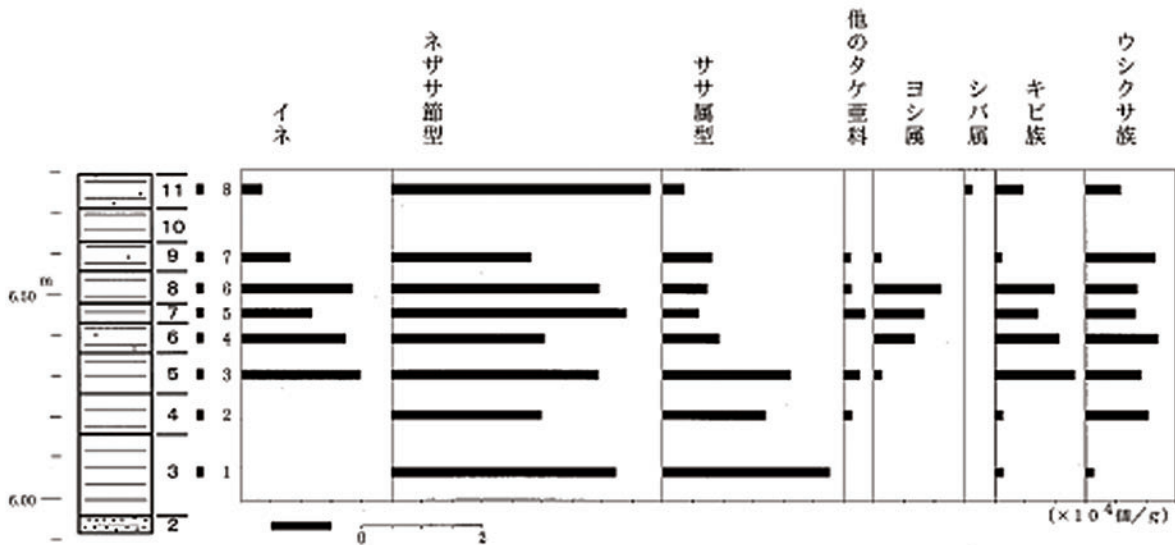 イネ
ネザサ節型
ササ属型
他のタケ亜科
ヨシ属
シバ属
キビ族
ウシクサ族
11 8
10
9 7
m
6.50
8 6
7 5
6 4
5 3
4 2
3 1
6.00
2
0 2
(×10⁴個/g)